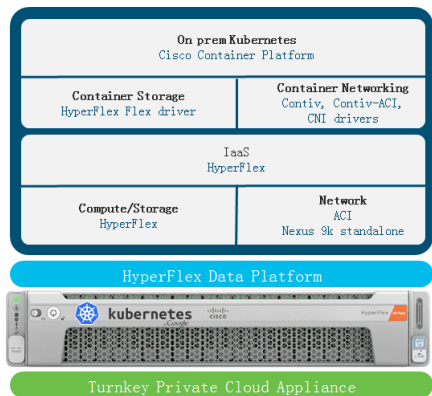 On prem Kubernetes
Cisco Container Platform
Container Storage
HyperFlex Flex driver
Container Networking
Contiv, Contiv-ACI,
CNI drivers
IaaS
HyperFlex
Compute/Storage
HyperFlex
Network
ACI
Nexus 9k standalone
HyperFlex Data Platform
kubernetes
by Google
CISCO
HyperFlex
Turnkey Private Cloud Appliance